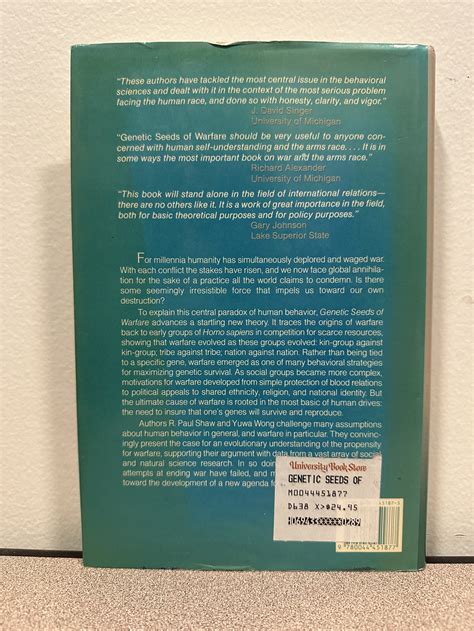 "These authors have tackled the most central issue in the behavioral
sciences and dealt with it in the context of the most serious problem
facing the human race, and done so with honesty, clarity, and vigor."
J. David Singer
University of Michigan
"Genetic Seeds of Warfare should be very useful to anyone con-
cerned with human self-understanding and the arms race. . . . It is in
some ways the most important book on war and the arms race."
Richard Alexander
University of Michigan
"This book will stand alone in the field of international relations—
there are no others like it. It is a work of great importance in the field,
both for basic theoretical purposes and for policy purposes."
Gary Johnson
Lake Superior State
For millennia humanity has simultaneously deplored and waged war.
With each conflict the stakes have risen, and we now face global annihila-
tion for the sake of a practice all the world claims to condemn. Is there
some seemingly irresistible force that impels us toward our own
destruction?
To explain this central paradox of human behavior, Genetic Seeds of
Warfare advances a startling new theory. It traces the origins of warfare
back to early groups of Homo sapiens in competition for scarce resources,
showing that warfare evolved as these groups evolved: kin-group against
kin-group; tribe against tribe; nation against nation. Rather than being tied
to a specific gene, warfare emerged as one of many behavioral strategies
for maximizing genetic survival. As social groups became more complex,
motivations for warfare developed from simple protection of blood relations
to political appeals to shared ethnicity, religion, and national identity. But
the ultimate cause of warfare is rooted in the most basic of human drives:
the need to insure that one's genes will survive and reproduce.
Authors R. Paul Shaw and Yuwa Wong challenge many assumptions
about human behavior in general, and warfare in particular. They convinc-
ingly present the case for an evolutionary understanding of the propensity
for warfare, supporting their argument with data from a vast array of social
and natural science research. In so doin
attempts at ending war have failed, and m
toward the development of a new agenda fo
University Book Store
GENETIC SEEDS OF
M0044451877
D638 X>$24.95
45187-3
9 780044 451877